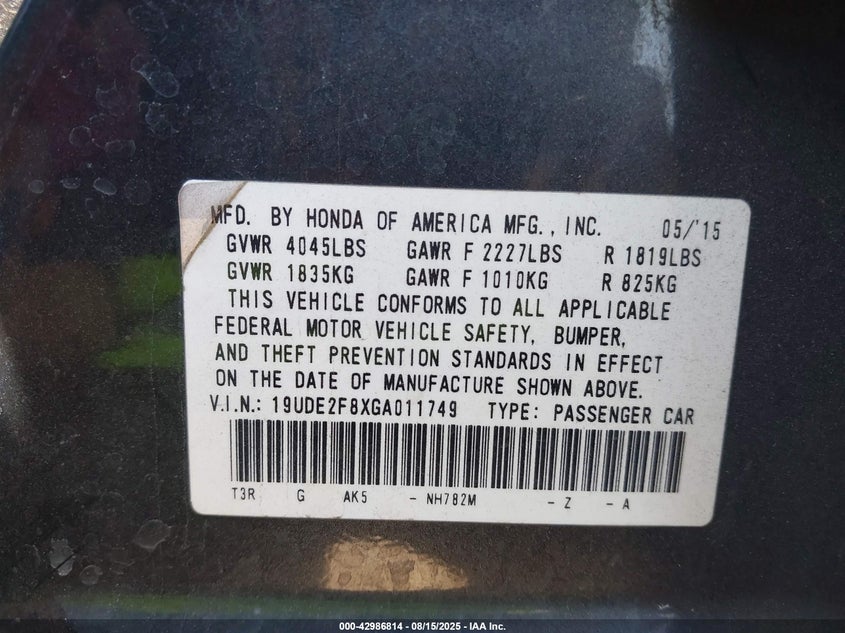 MFD. BY HONDA OF AMERICA MFG., INC. 05/'15
GVWR 4045LBS GAWR F 2227LBS R 1819LBS
GVWR 1835KG GAWR F 1010KG R 825KG
THIS VEHICLE CONFORMS TO ALL APPLICABLE
FEDERAL MOTOR VEHICLE SAFETY, BUMPER,
AND THEFT PREVENTION STANDARDS IN EFFECT
ON THE DATE OF MANUFACTURE SHOWN ABOVE.
V.I.N.: 19UDE2F8XGA011749 TYPE: PASSENGER CAR
T3R G AK5 - NH782M - Z - A
000-42986814 - 08/15/2025 - IAA Inc.